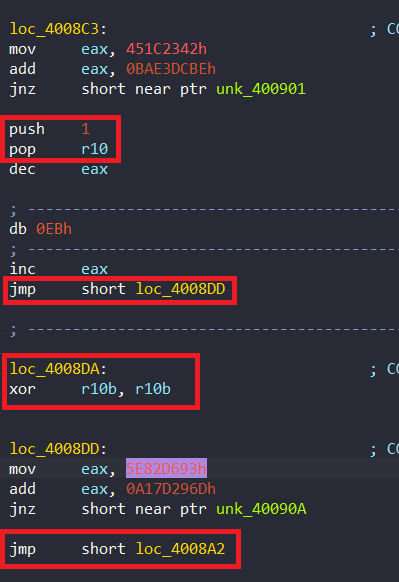 loc_4008C3: ; CO
mov eax, 451C2342h
add eax, 0BAE3DCBEh
jnz short near ptr unk_400901
push 1
pop r10
dec eax
; ----------------------------------------
db 0EBh
; ----------------------------------------
inc eax
jmp short loc_4008DD
; ----------------------------------------
loc_4008DA: ; CO
xor r10b, r10b
loc_4008DD: ; CO
mov eax, 5E82D693h
add eax, 0A17D296Dh
jnz short near ptr unk_40090A
jmp short loc_4008A2